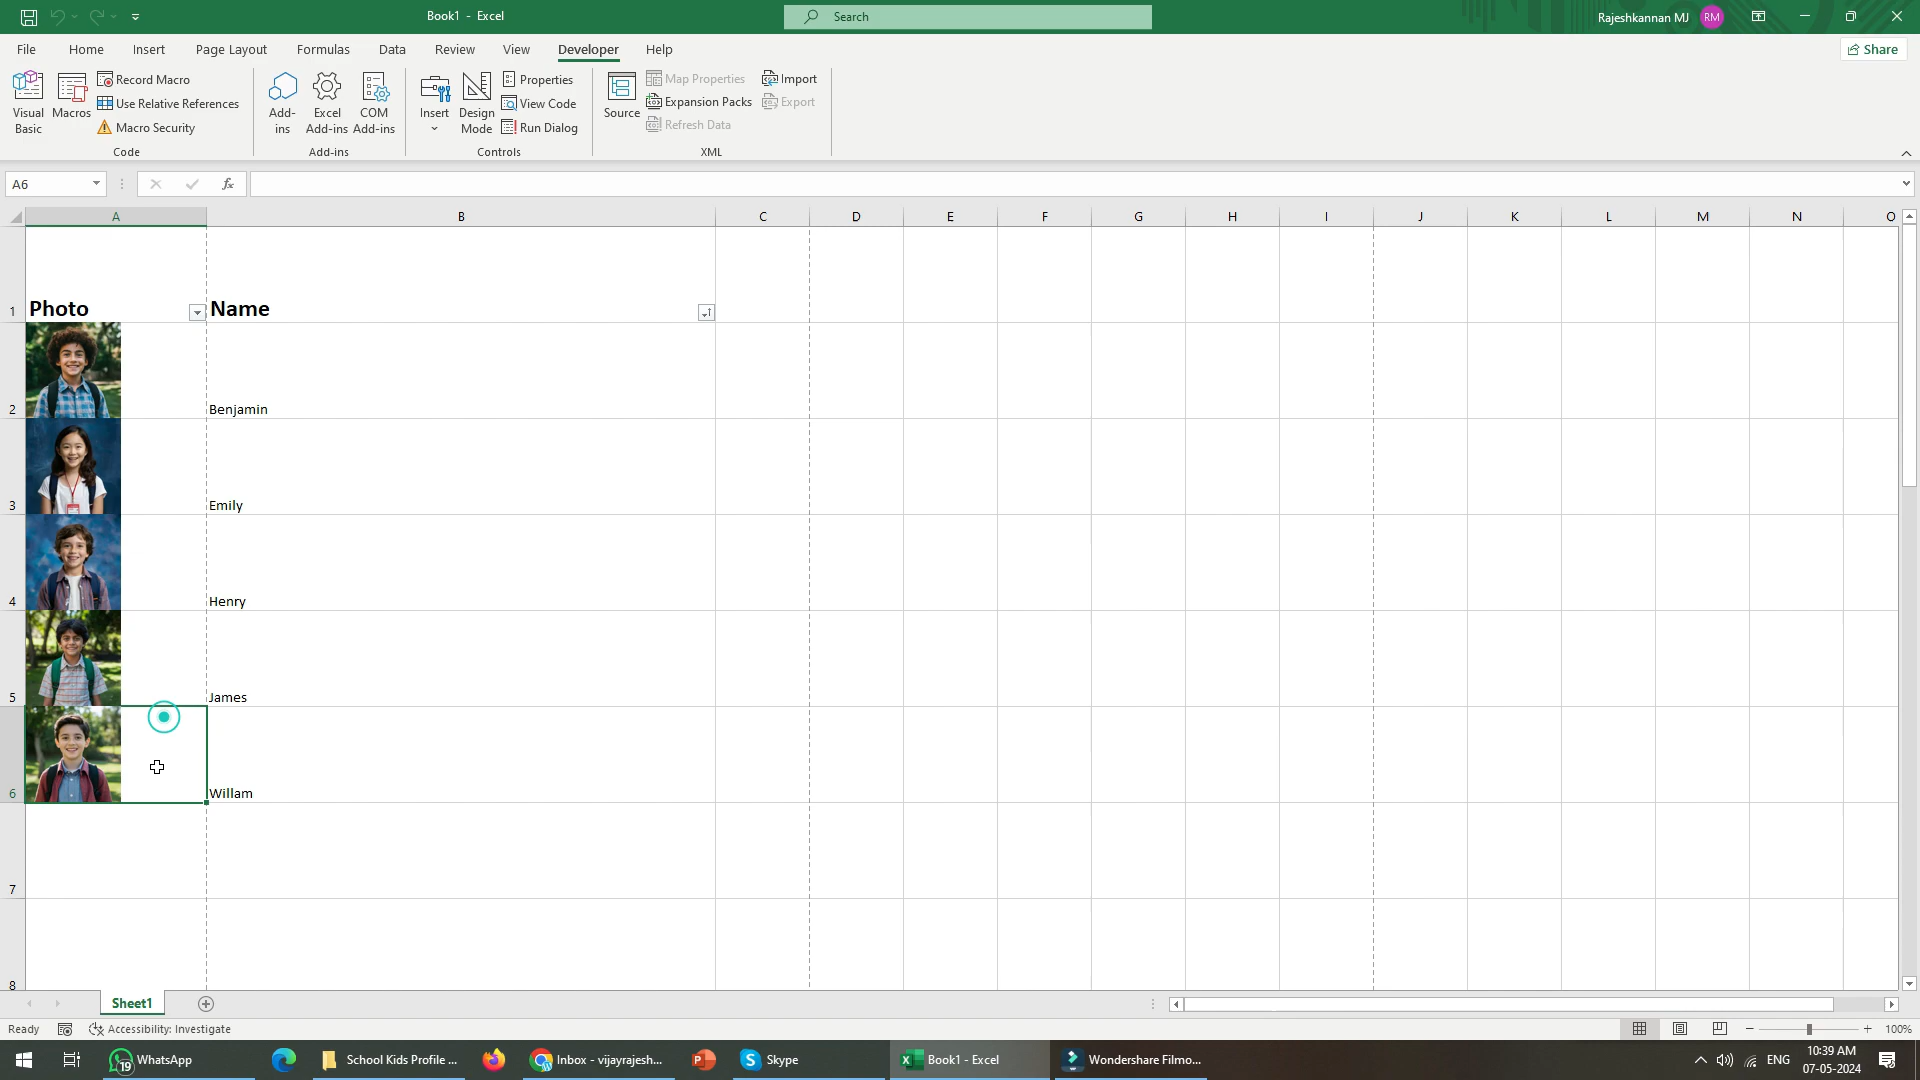 Book1 - Excel
Search
Rajeshkannan MJ
RM
File Home Insert Page Layout Formulas Data Review View Developer Help
Share
Visual Basic
Macros
Record Macro
Use Relative References
Macro Security
Code
Add-ins
Excel Add-ins
COM Add-ins
Add-ins
Insert
Design Mode
Properties
View Code
Run Dialog
Controls
Source
Map Properties
Expansion Packs
Refresh Data
Import
Export
XML
A6
fx
A B C D E F G H I J K L M N O
1 Photo Name
2 Benjamin
3 Emily
4 Henry
5 James
6 Willam
7
8
Sheet1
Ready
Accessibility: Investigate
100%
19
WhatsApp
School Kids Profile ...
Inbox - vijayrajesh...
Skype
Book1 - Excel
Wondershare Filmo...
ENG
10:39 AM
07-05-2024